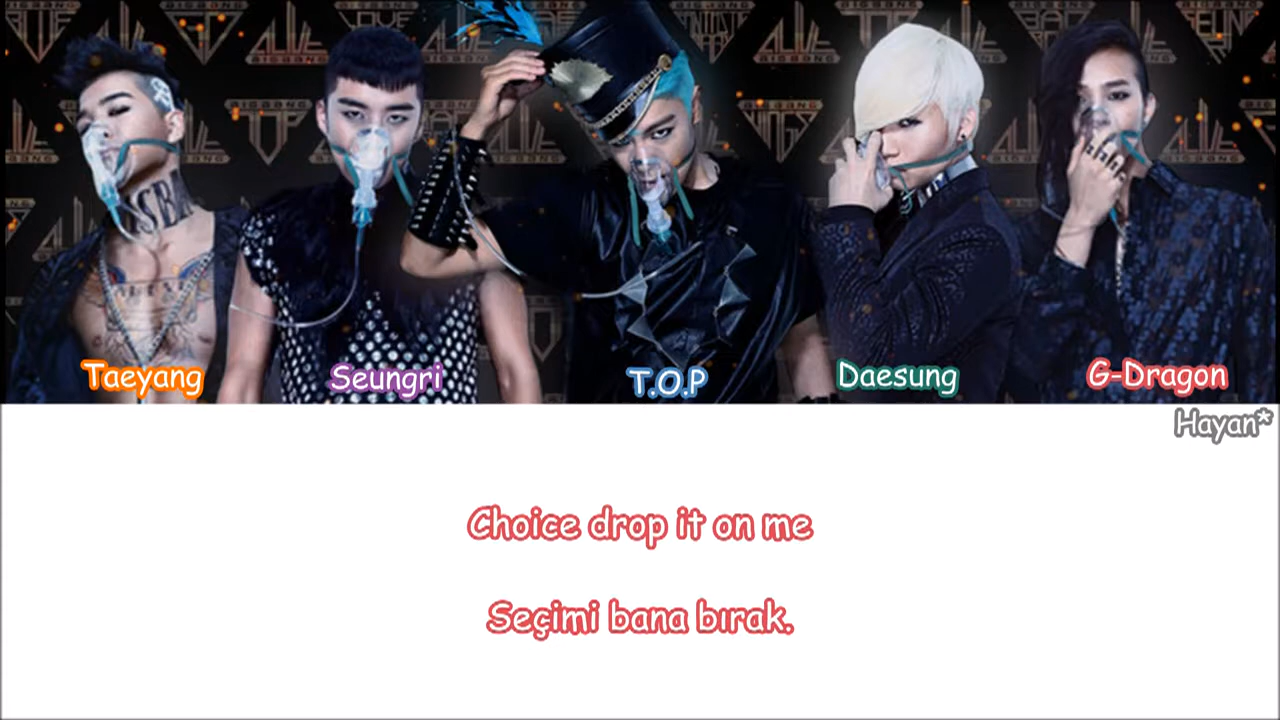 Taeyang
Seungri
T.O.P
Daesung
G-Dragon
Hayan*
Choice drop it on me
Seçimi bana bırak.